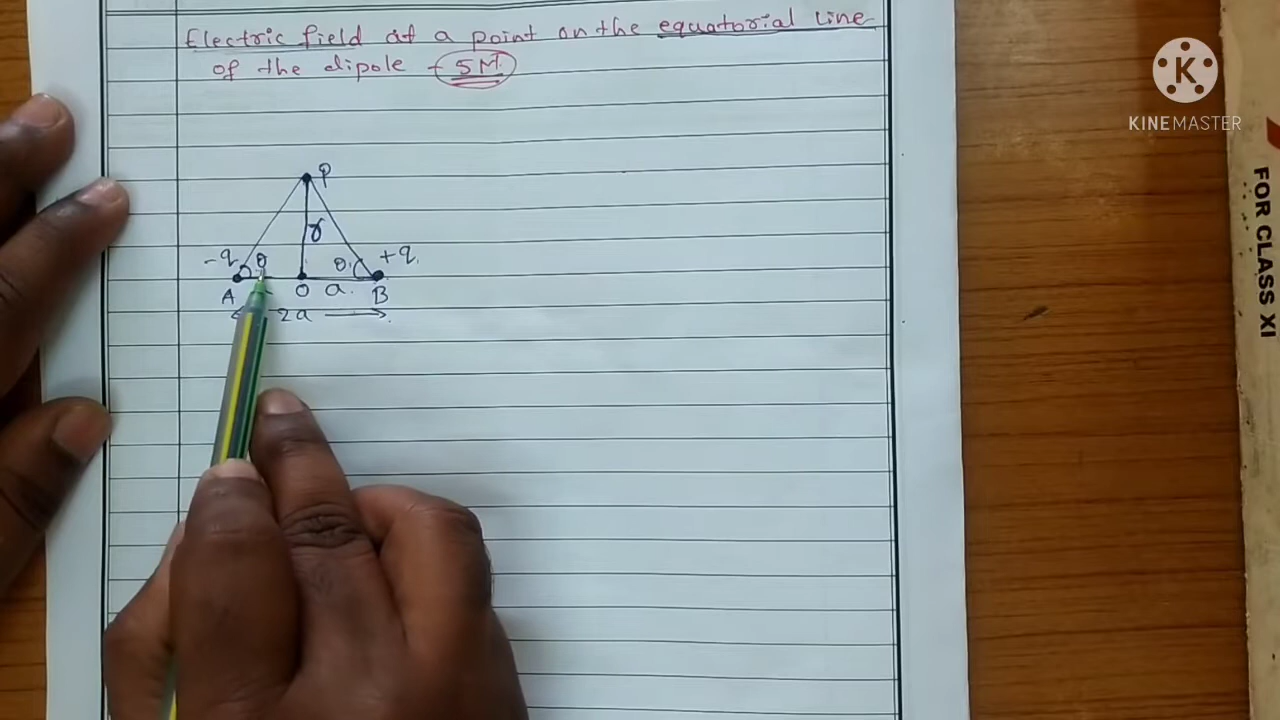 Electric field at a point on the equatorial line
of the dipole - 5M
K
KINEMASTER
P
r
-q θ θ +q
A O a B
2a
FOR CLASS XI